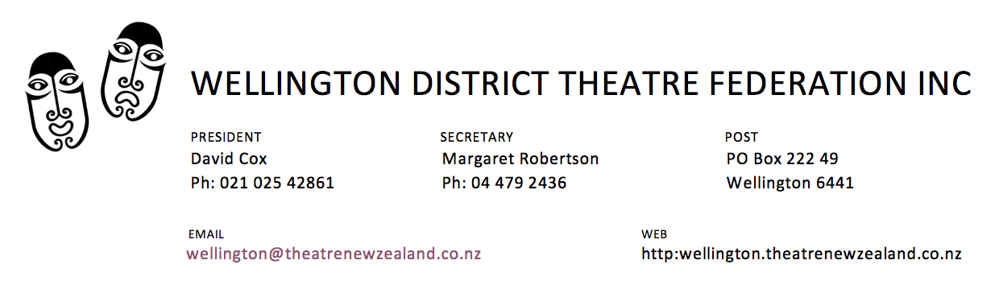 WELLINGTON DISTRICT THEATRE FEDERATION INC
PRESIDENT
David Cox
Ph: 021 025 42861
SECRETARY
Margaret Robertson
Ph: 04 479 2436
POST
PO Box 222 49
Wellington 6441
EMAIL
wellington@theatrenewzealand.co.nz
WEB
http:wellington.theatrenewzealand.co.nz